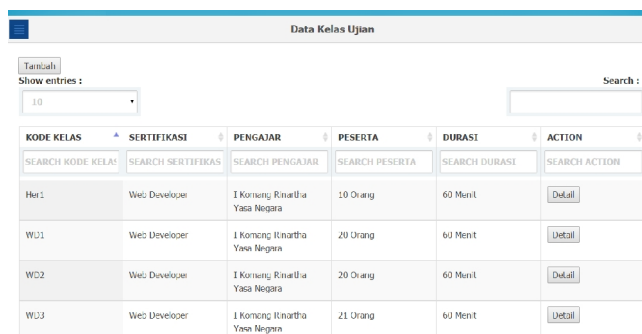 Data Kelas Ujian
Tambah
Show entries :
Search :
10
KODE KELAS SERTIFIKASI PENGAJAR PESERTA DURASI ACTION
SEARCH KODE KELAS SEARCH SERTIFIKAS SEARCH PENGAJAR SEARCH PESERTA SEARCH DURASI SEARCH ACTION
Her1 Web Developer I Komang Rinartha 10 Orang 60 Menit Detail
Yasa Negara
WD1 Web Developer I Komang Rinartha 20 Orang 60 Menit Detail
Yasa Negara
WD2 Web Developer I Komang Rinartha 20 Orang 60 Menit Detail
Yasa Negara
WD3 Web Developer I Komang Rinartha 21 Orang 60 Menit Detail
Yasa Negara